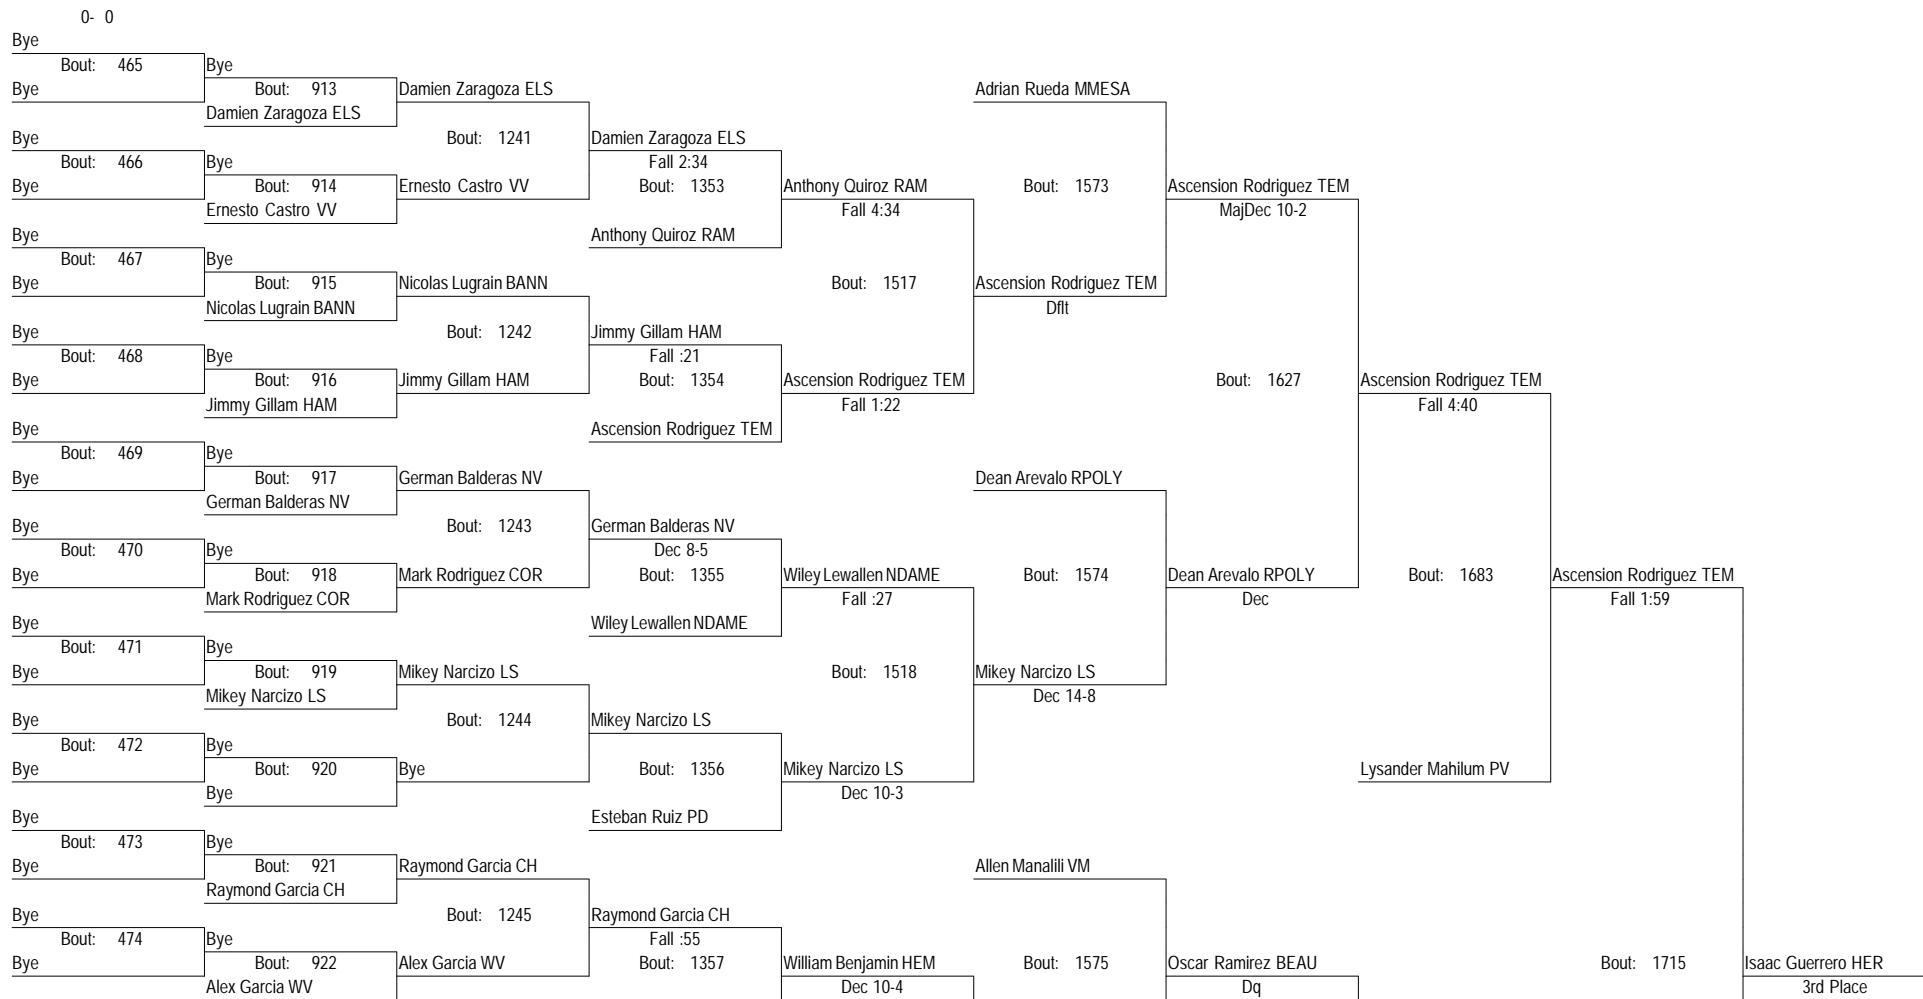 0- 0
Bye
Bout: 465 Bye
Bye Bout: 913 Damien Zaragoza ELS Adrian Rueda MMESA
Damien Zaragoza ELS
Bye Bout: 1241 Damien Zaragoza ELS
Bout: 466 Bye Fall 2:34
Bye Bout: 914 Ernesto Castro VV Bout: 1353 Anthony Quiroz RAM Bout: 1573 Ascension Rodriguez TEM
Ernesto Castro VV Fall 4:34 MajDec 10-2
Bye Anthony Quiroz RAM
Bout: 467 Bye
Bye Bout: 915 Nicolas Lugrain BANN Bout: 1517 Ascension Rodriguez TEM
Nicolas Lugrain BANN Dflt
Bye Bout: 1242 Jimmy Gillam HAM
Bout: 468 Bye Fall :21
Bye Bout: 916 Jimmy Gillam HAM Bout: 1354 Ascension Rodriguez TEM Bout: 1627 Ascension Rodriguez TEM
Jimmy Gillam HAM Fall 1:22 Fall 4:40
Bye Ascension Rodriguez TEM
Bout: 469 Bye
Bye Bout: 917 German Balderas NV Dean Arevalo RPOLY
German Balderas NV
Bye Bout: 1243 German Balderas NV
Bout: 470 Bye Dec 8-5
Bye Bout: 918 Mark Rodriguez COR Bout: 1355 Wiley Lewallen NDAME Bout: 1574 Dean Arevalo RPOLY Bout: 1683 Ascension Rodriguez TEM
Mark Rodriguez COR Fall :27 Dec Fall 1:59
Bye Wiley Lewallen NDAME
Bout: 471 Bye
Bye Bout: 919 Mikey Narcizo LS Bout: 1518 Mikey Narcizo LS
Mikey Narcizo LS Dec 14-8
Bye Bout: 1244 Mikey Narcizo LS
Bout: 472 Bye
Bye Bout: 920 Bye Bout: 1356 Mikey Narcizo LS Lysander Mahilum PV
Bye Dec 10-3
Bye Esteban Ruiz PD
Bout: 473 Bye
Bye Bout: 921 Raymond Garcia CH Allen Manalili VM
Raymond Garcia CH
Bye Bout: 1245 Raymond Garcia CH
Bout: 474 Bye Fall :55
Bye Bout: 922 Alex Garcia WV Bout: 1357 William Benjamin HEM Bout: 1575 Oscar Ramirez BEAU Bout: 1715 Isaac Guerrero HER
Alex Garcia WV Dec 10-4 Dq 3rd Place